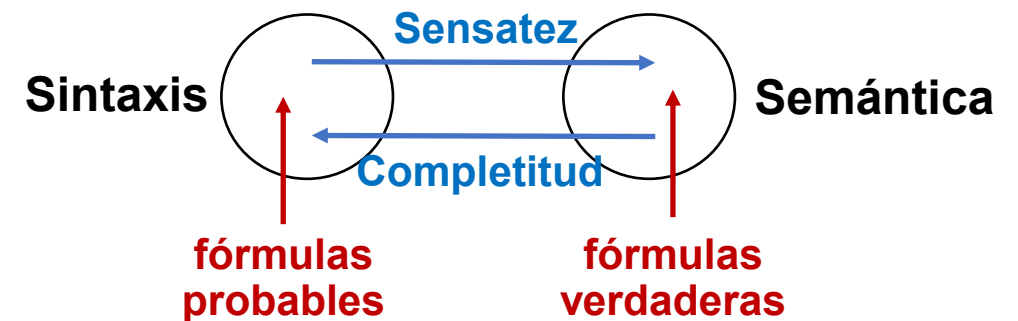 Sensatez
Sintaxis
Semántica
Completitud
fórmulas
probables
fórmulas
verdaderas